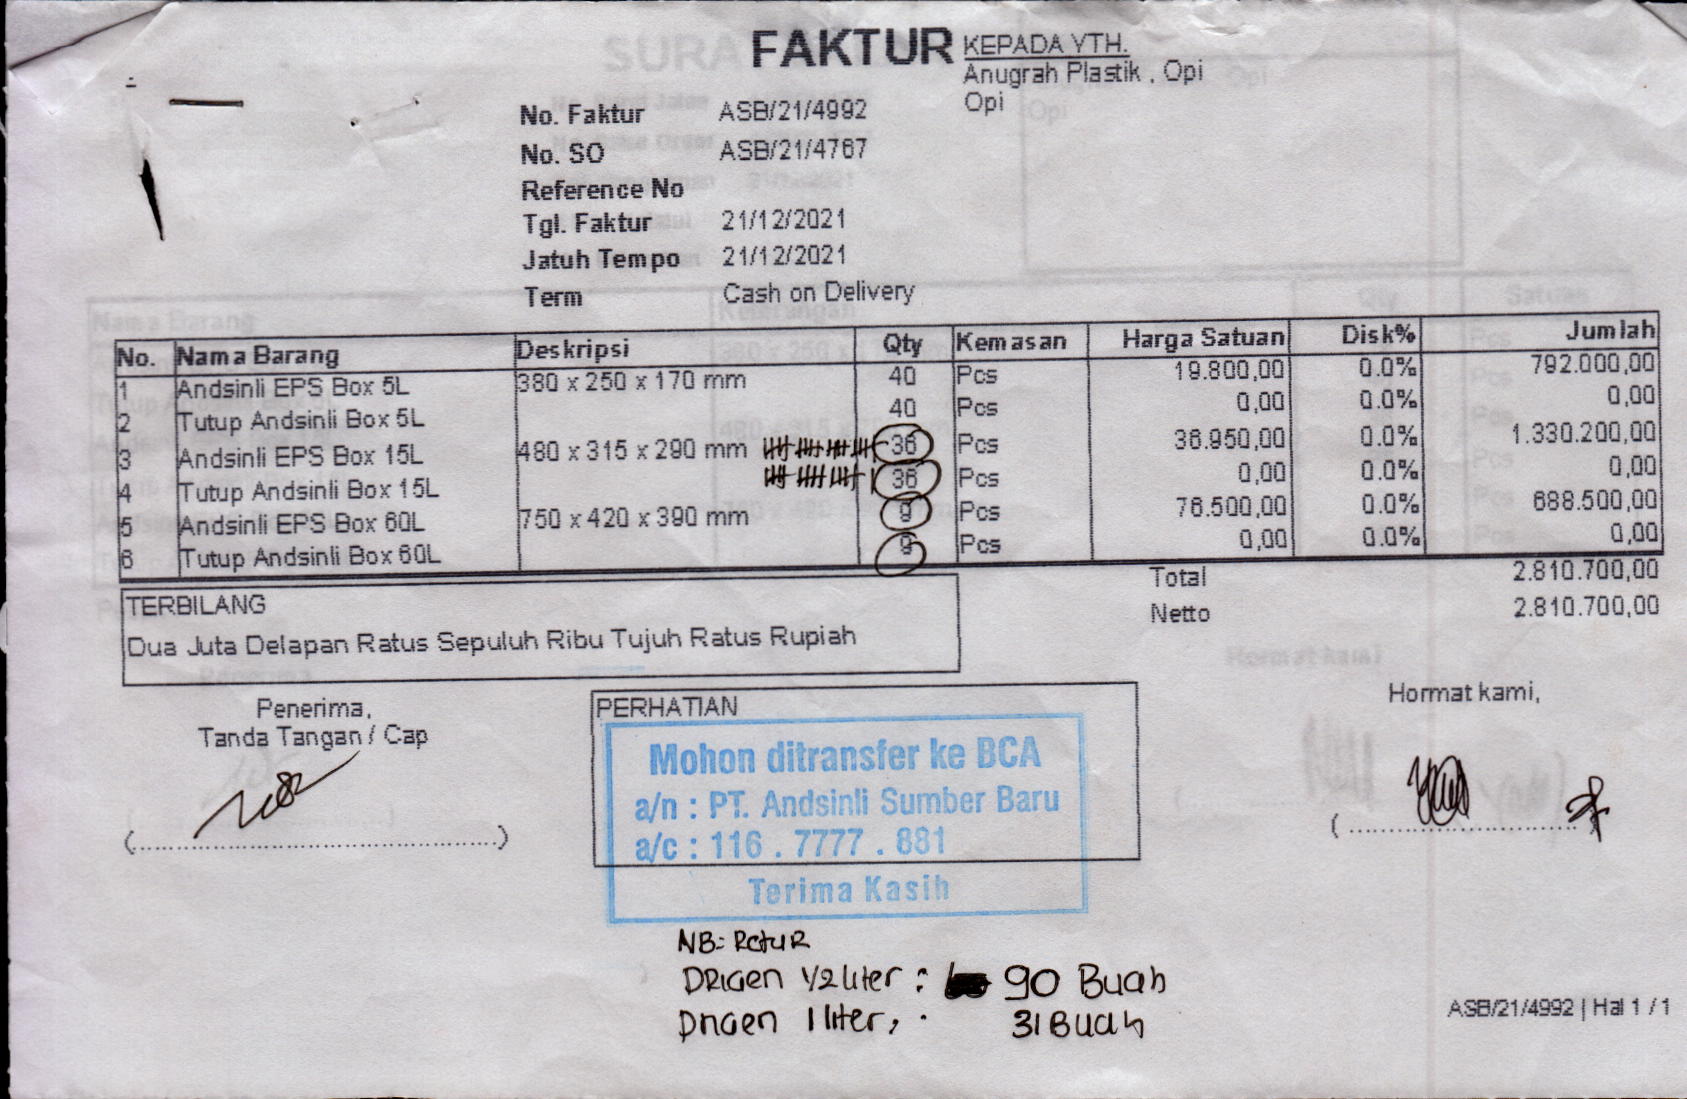 FAKTUR
KEPADA YTH.
Anugrah Plastik , Opi
Opi
No. Faktur ASB/21/4992
No. SO ASB/21/4767
Reference No
Tgl. Faktur 21/12/2021
Jatuh Tempo 21/12/2021
Term Cash on Delivery
No. Nama Barang Deskripsi Qty Kemasan Harga Satuan Disk% Jumlah
1 Andsinli EPS Box 5L 380 x 250 x 170 mm 40 Pcs 19.800,00 0.0% 792.000,00
2 Tutup Andsinli Box 5L 40 Pcs 0,00 0.0% 0,00
3 Andsinli EPS Box 15L 480 x 315 x 290 mm 36 Pcs 36.950,00 0.0% 1.330.200,00
4 Tutup Andsinli Box 15L 36 Pcs 0,00 0.0% 0,00
5 Andsinli EPS Box 60L 750 x 420 x 390 mm 9 Pcs 76.500,00 0.0% 688.500,00
6 Tutup Andsinli Box 60L 9 Pcs 0,00 0.0% 0,00
Total 2.810.700,00
Netto 2.810.700,00
TERBILANG
Dua Juta Delapan Ratus Sepuluh Ribu Tujuh Ratus Rupiah
Penerima,
Tanda Tangan / Cap
(..........)
PERHATIAN
Mohon ditransfer ke BCA
a/n : PT. Andsinli Sumber Baru
a/c : 116 . 7777 . 881
Terima Kasih
Hormat kami,
(..........)
NB: Retur
DRigen 1/2 liter : 90 Buah
Drigen 1 liter, . 31 Buah
ASB/21/4992 | Hal 1 / 1